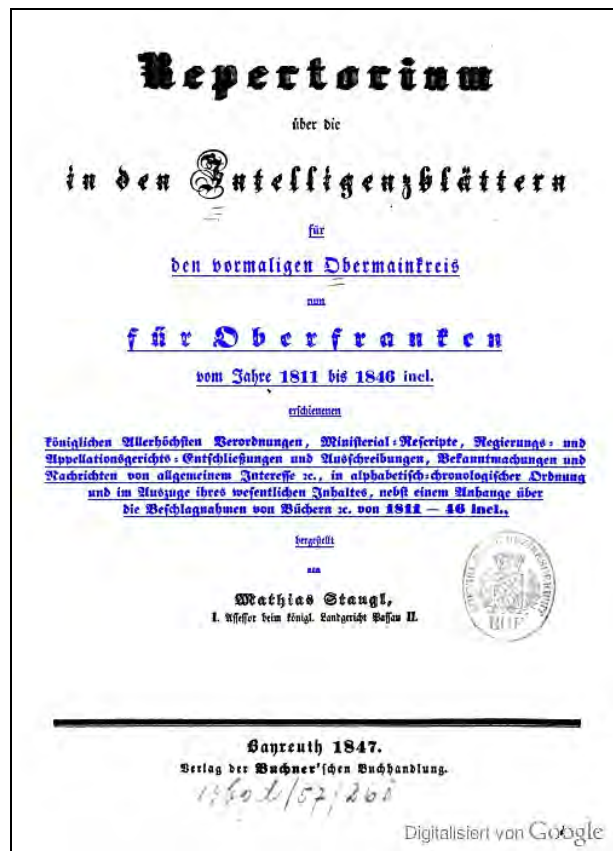 Repertorium
über die
in den Intelligenzblättern
für
den vormaligen Obermainkreis
nun
für Oberfranken
vom Jahre 1811 bis 1846 incl.
erschienenen
königlichen Allerhöchsten Verordnungen, Ministerial-Rescripte, Regierungs- und
Appellationsgerichts-Entschließungen und Ausschreibungen, Bekanntmachungen und
Nachrichten von allgemeinem Interesse ꝛc., in alphabetisch-chronologischer Ordnung
und im Auszuge ihres wesentlichen Inhaltes, nebst einem Anhange über
die Beschlagnahmen von Büchern ꝛc. von 1811 — 46 incl.,
hergestellt
von
Mathias Stangl,
I. Assessor beim königl. Landgericht Passau II.
HOF
Bayreuth 1847.
Verlag der Buchner'schen Buchhandlung.
Digitalisiert von Google